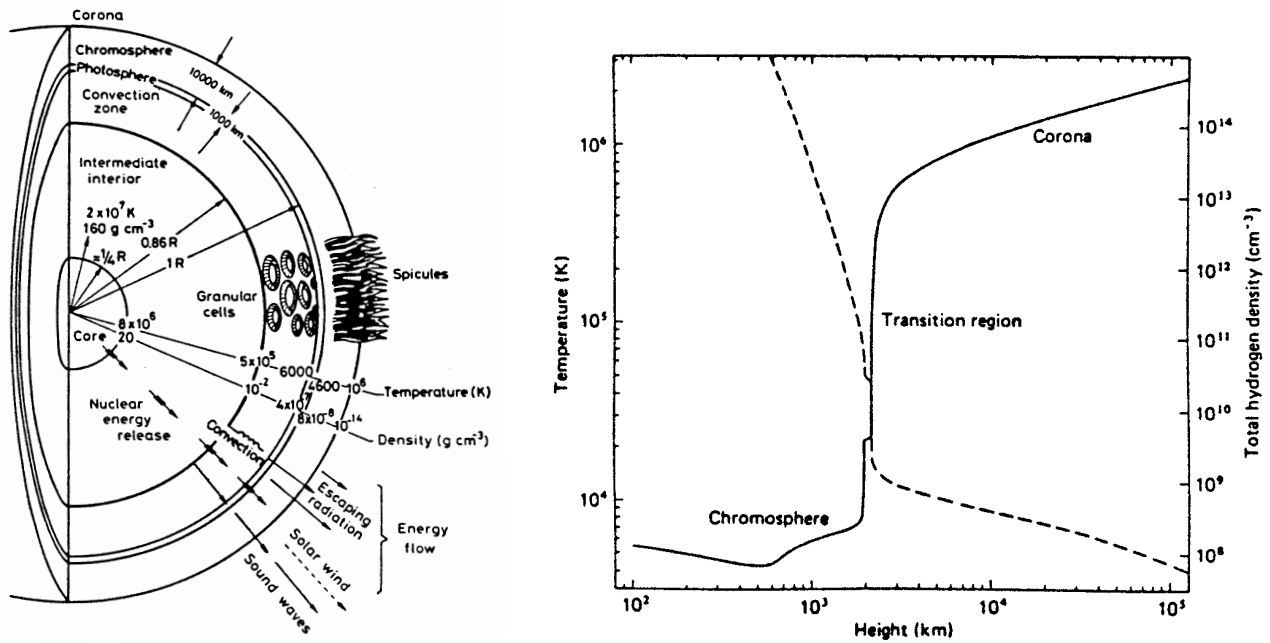 Corona
Chromosphere
Photosphere
Convection
zone
10000 km
1000 km
Intermediate
interior
2 x 10⁷ K
160 g cm⁻³
0.86 R
=¼ R
1 R
Granular
cells
Spicules
Core
8 x 10⁶
20
5 x 10⁵
6000
4600
10⁶
Temperature (K)
10⁻²
4 x 10⁷
8 x 10⁻⁸
10⁻¹⁴
Density (g cm⁻³)
Nuclear
energy
release
Convection
Escaping
radiation
Solar wind
Sound waves
Energy
flow
Temperature (K)
10⁶
10⁵
10⁴
Corona
Transition region
Chromosphere
10² 10³ 10⁴ 10⁵
Height (km)
10¹⁴
10¹³
10¹²
10¹¹
10¹⁰
10⁹
10⁸
Total hydrogen density (cm⁻³)